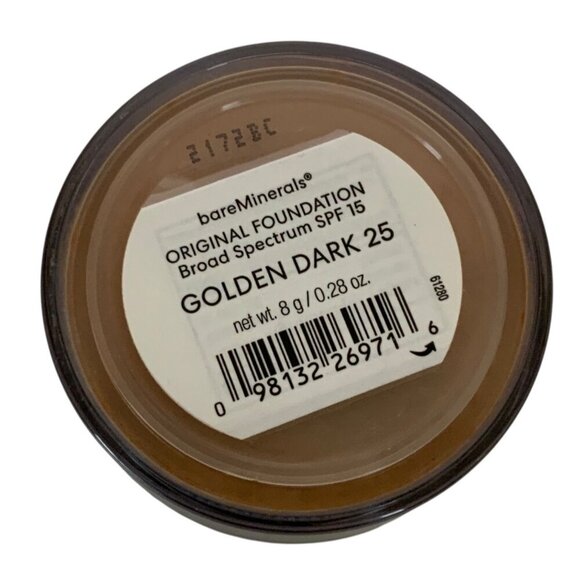 2172BC
bareMinerals®
ORIGINAL FOUNDATION
Broad Spectrum SPF 15
GOLDEN DARK 25
net wt. 8 g / 0.28 oz.
61280
0 98132 26971 6